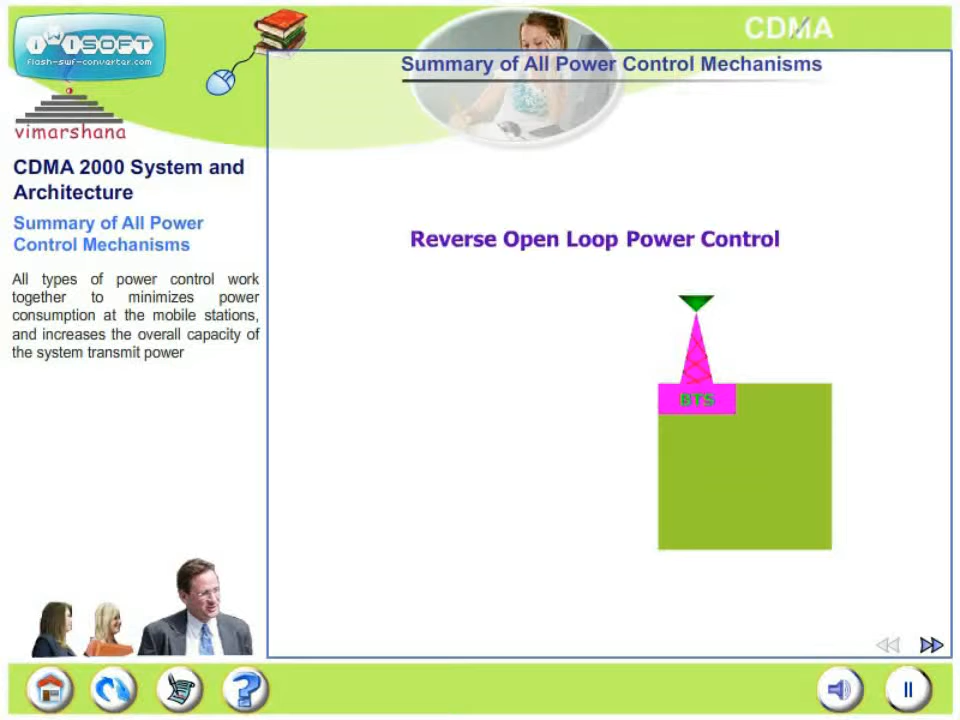 iWiSOFT
flash-swf-converter.com
vimarshana
CDMA
Summary of All Power Control Mechanisms
CDMA 2000 System and
Architecture
Summary of All Power
Control Mechanisms
All types of power control work
together to minimizes power
consumption at the mobile stations,
and increases the overall capacity of
the system transmit power
Reverse Open Loop Power Control
BTS